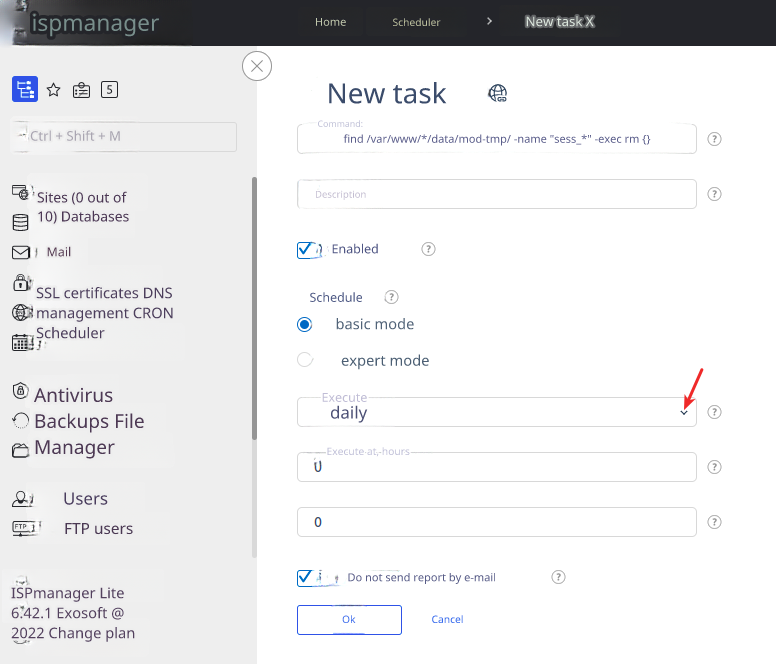 ispmanager
Home
Scheduler
New task X
5
Ctrl + Shift + M
New task
Command:
find /var/www/*/data/mod-tmp/ -name "sess_*" -exec rm {}
?
Description
?
Sites (0 out of
10) Databases
Mail
SSL certificates DNS
management CRON
Scheduler
Antivirus
Backups File
Manager
Users
FTP
FTP users
ISPmanager Lite
6.42.1 Exosoft @
2022 Change plan
Enabled
?
Schedule
?
basic mode
expert mode
Execute
daily
?
Execute at, hours
0
?
0
?
Do not send report by e-mail
?
Ok
Cancel